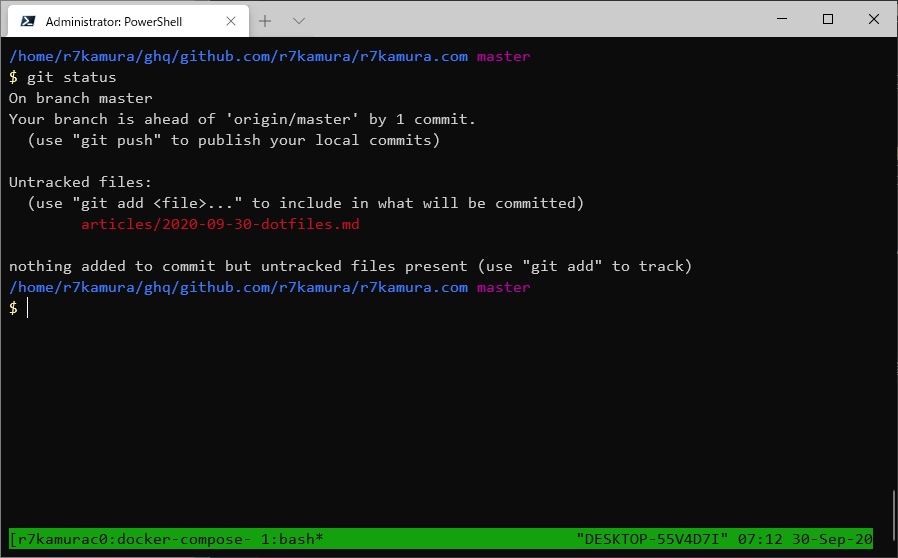 Administrator: PowerShell
/home/r7kamura/ghq/github.com/r7kamura/r7kamura.com master
$ git status
On branch master
Your branch is ahead of 'origin/master' by 1 commit.
  (use "git push" to publish your local commits)

Untracked files:
  (use "git add <file>..." to include in what will be committed)
        articles/2020-09-30-dotfiles.md

nothing added to commit but untracked files present (use "git add" to track)
/home/r7kamura/ghq/github.com/r7kamura/r7kamura.com master
$
[r7kamurac0:docker-compose- 1:bash* "DESKTOP-55V4D7I" 07:12 30-Sep-20